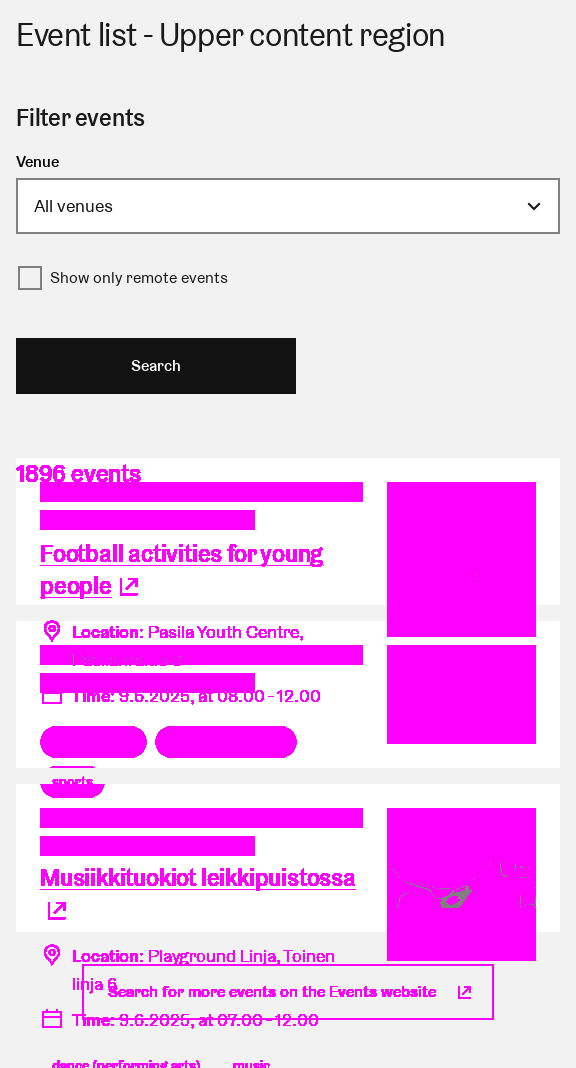 Event list - Upper content region
Filter events
Venue
All venues
Show only remote events
Search
1896 events
Football activities for young
people
Location: Pasila Youth Centre,
Time: 9.6.2025, at 08.00 - 12.00
sports
Musiikkituokiot leikkipuistossa
Location: Playground Linja, Toinen
linja 6
Search for more events on the Events website
Time: 9.6.2025, at 07.00 - 12.00
dance (performing arts) music